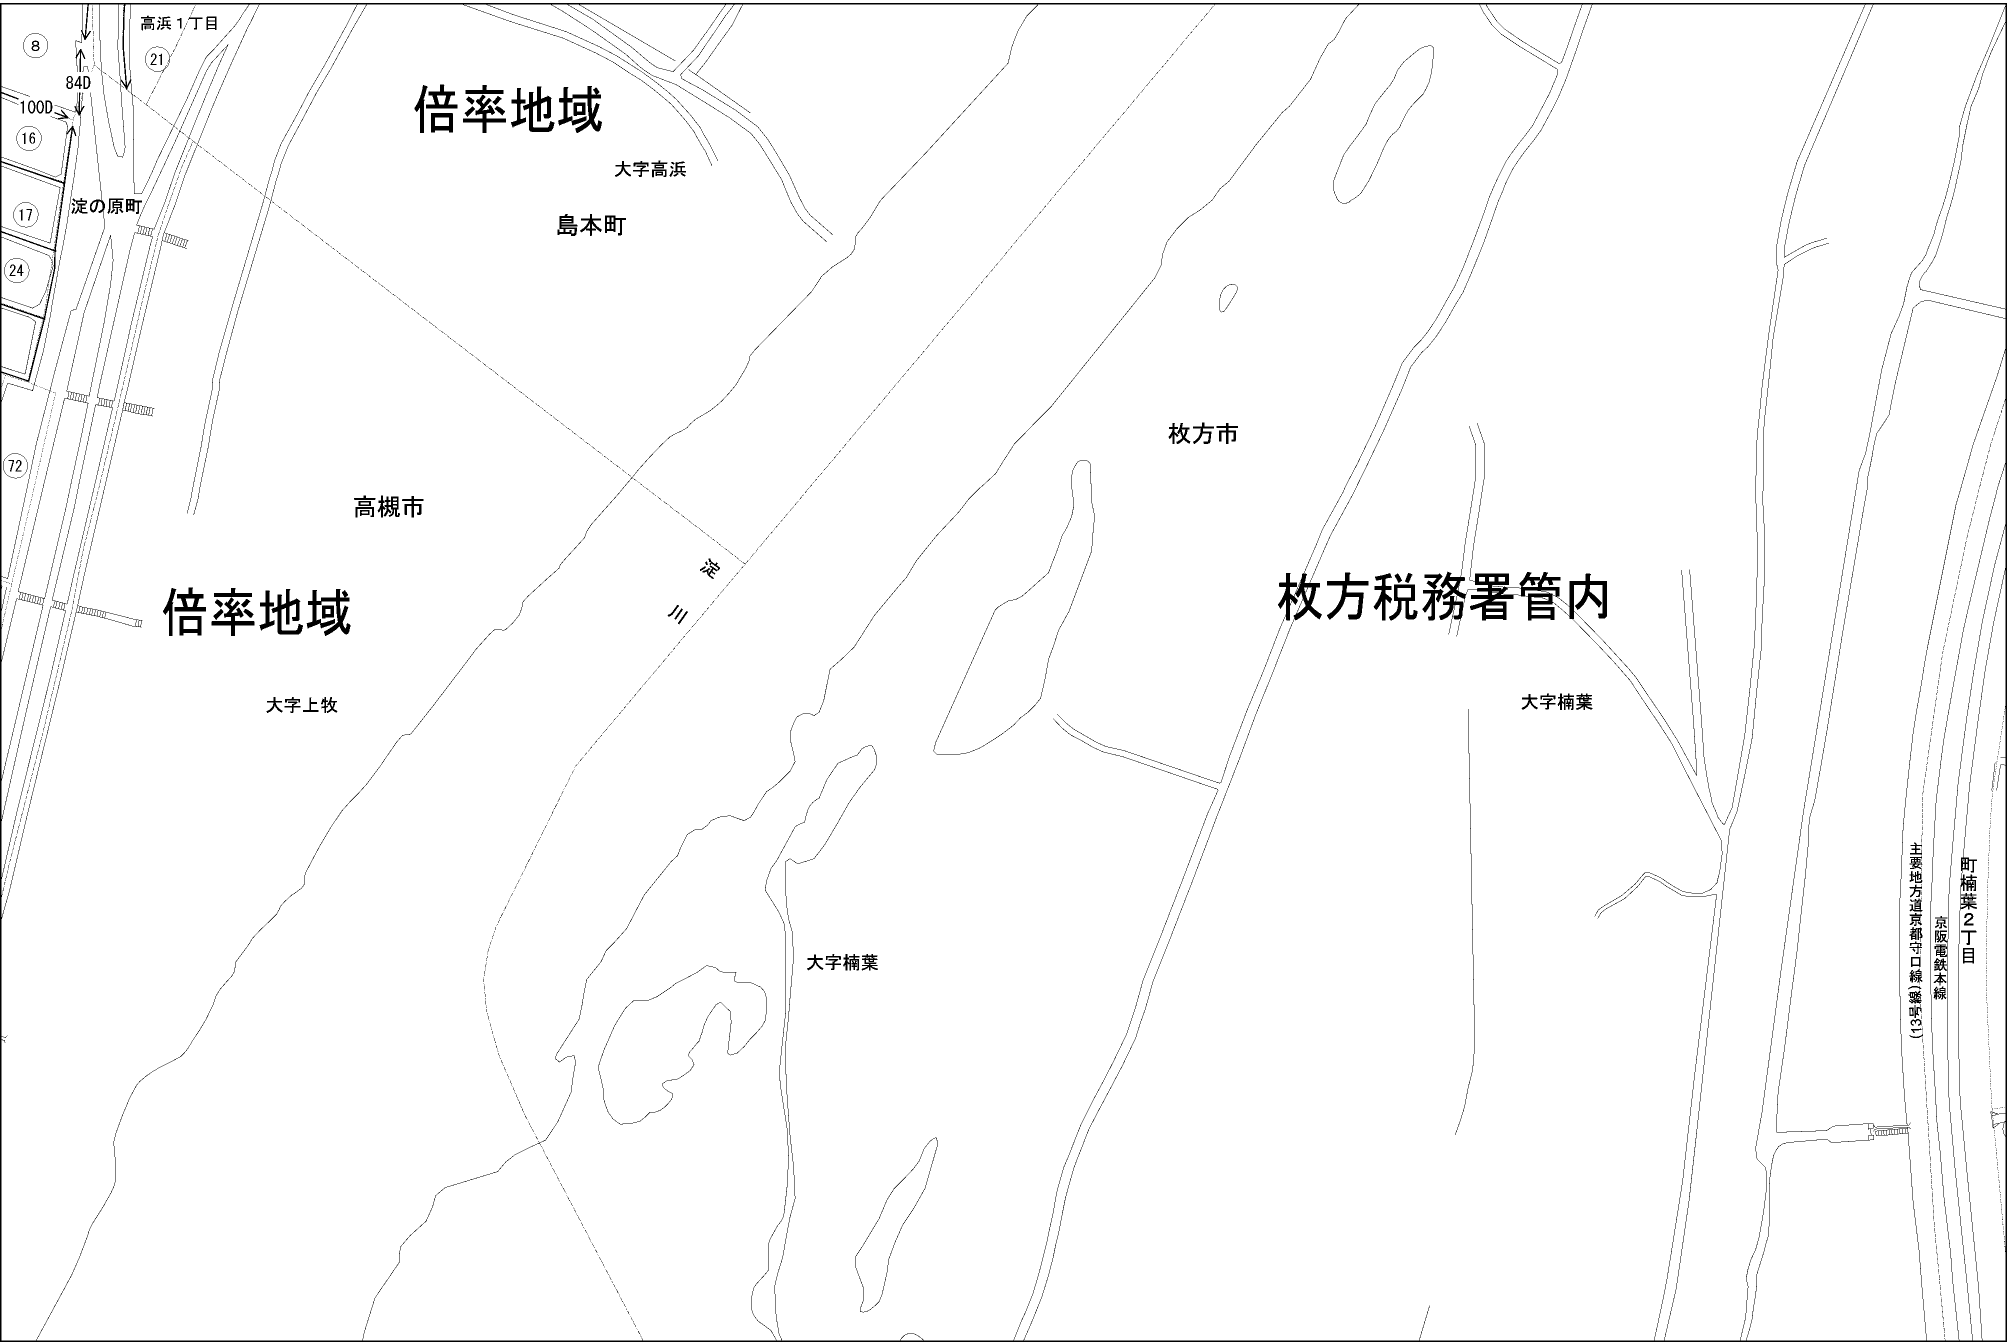 高浜１丁目
8
21
84D
100D
倍率地域
16
大字高浜
淀の原町
17
島本町
24
枚方市
72
高槻市
淀川
枚方税務署管内
倍率地域
大字上牧
大字楠葉
主要地方道京都守口線(13号線)
町楠葉２丁目
京阪電鉄本線
大字楠葉